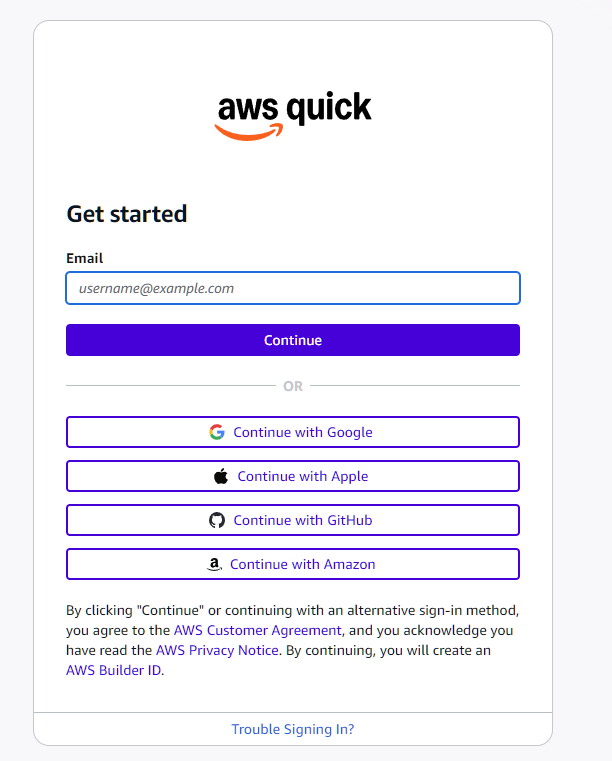 aws quick
Get started
Email
username@example.com
Continue
OR
Continue with Google
Continue with Apple
Continue with GitHub
Continue with Amazon
By clicking "Continue" or continuing with an alternative sign-in method,
you agree to the AWS Customer Agreement, and you acknowledge you
have read the AWS Privacy Notice. By continuing, you will create an
AWS Builder ID.
Trouble Signing In?